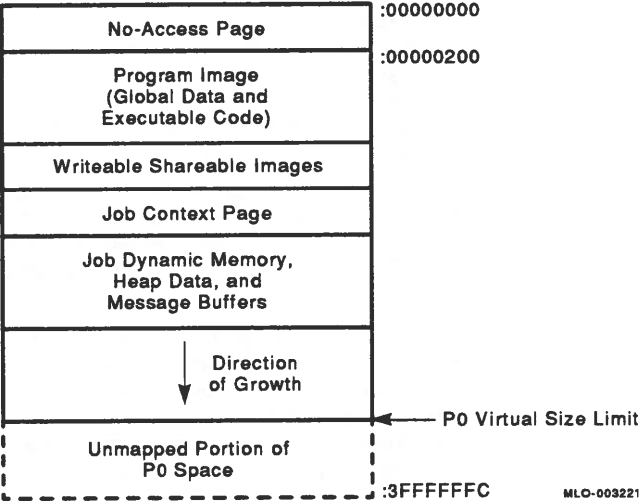 :00000000
No-Access Page
:00000200
Program Image
(Global Data and
Executable Code)
Writeable Shareable Images
Job Context Page
Job Dynamic Memory,
Heap Data, and
Message Buffers
Direction
of Growth
P0 Virtual Size Limit
Unmapped Portion of
P0 Space
:3FFFFFFC
MLO-003221